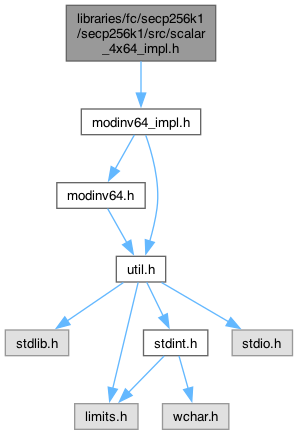 libraries/fc/secp256k1
/secp256k1/src/scalar
_4x64_impl.h
modinv64_impl.h
modinv64.h
util.h
stdlib.h
stdint.h
stdio.h
limits.h
wchar.h